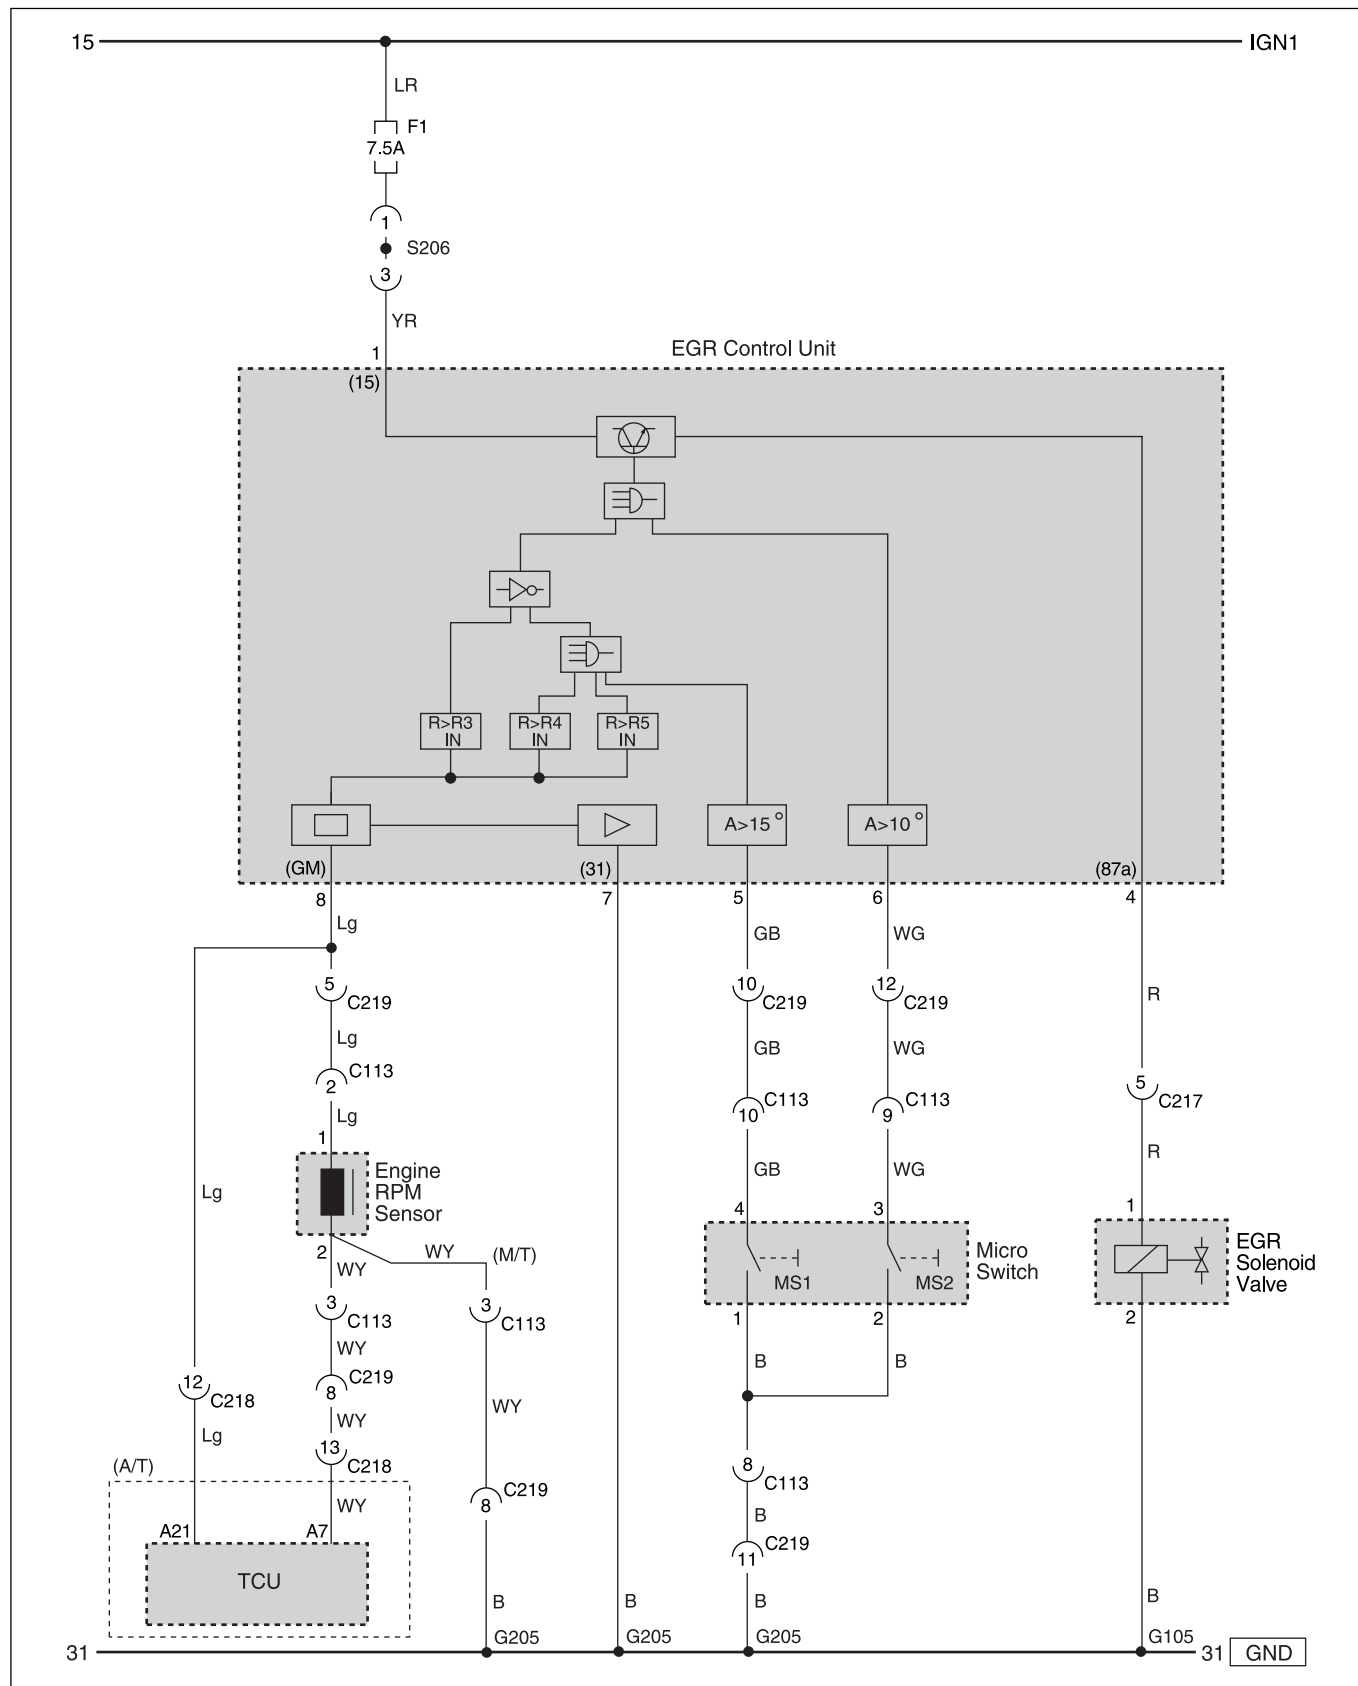 15
IGN1
LR
F1
7.5A
1
S206
3
YR
1
EGR Control Unit
(15)
R>R3
IN
R>R4
IN
R>R5
IN
A>15°
A>10°
(GM)
(31)
(87a)
8
7
5
6
4
Lg
GB
WG
R
5
C219
10
C219
12
C219
Lg
GB
WG
C113
2
C113
10
C113
9
5
C217
Lg
GB
WG
R
1
4
3
1
Engine
RPM
Sensor
Lg
Micro
Switch
MS1
MS2
EGR
Solenoid
Valve
2
WY
WY
(M/T)
1
2
2
3
C113
3
C113
WY
B
B
12
C218
C219
8
WY
WY
Lg
13
C218
8
C113
(A/T)
WY
C219
8
B
C219
11
A21
A7
TCU
B
B
B
B
G205
G205
G205
G105
31
31
GND